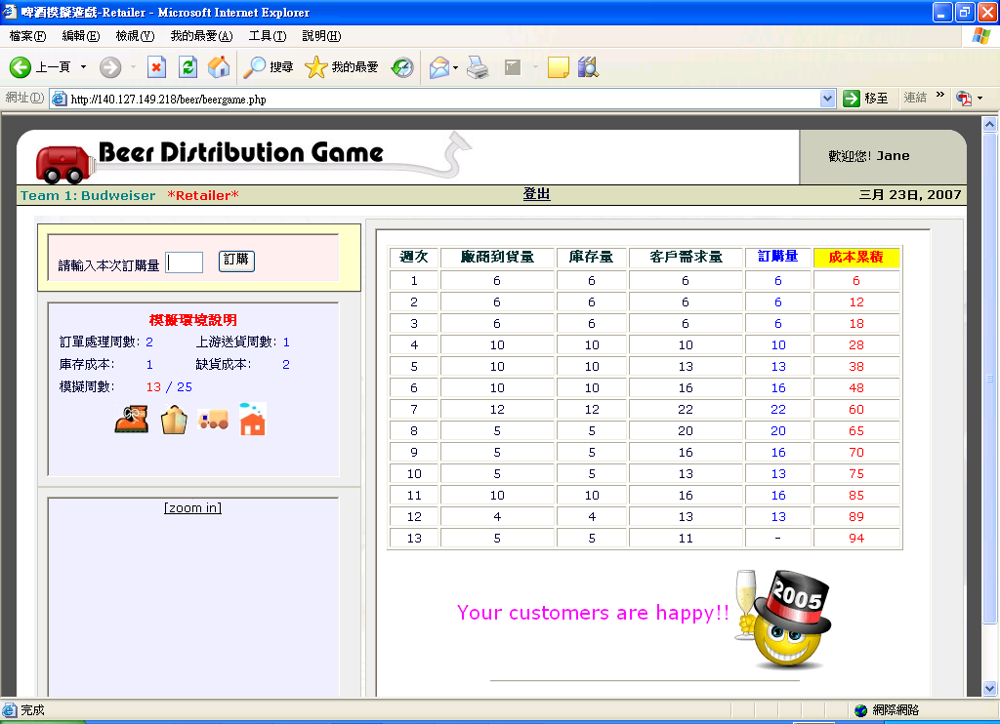 啤酒模擬遊戲-Retailer - Microsoft Internet Explorer
檔案(F) 編輯(E) 檢視(V) 我的最愛(A) 工具(T) 說明(H)
上一頁 搜尋 我的最愛
網址(D) http://140.127.149.218/beer/beergame.php 移至 連結 »
Beer Distribution Game
歡迎您! Jane
Team 1: Budweiser *Retailer* 登出 三月 23日, 2007
請輸入本次訂購量 訂購
模擬環境說明
訂單處理周數: 2 上游送貨周數: 1
庫存成本: 1 缺貨成本: 2
模擬周數: 13 / 25
[zoom in]
週次 廠商到貨量 庫存量 客戶需求量 訂購量 成本累積
1 6 6 6 6 6
2 6 6 6 6 12
3 6 6 6 6 18
4 10 10 10 10 28
5 10 10 13 13 38
6 10 10 16 16 48
7 12 12 22 22 60
8 5 5 20 20 65
9 5 5 16 16 70
10 5 5 13 13 75
11 10 10 16 16 85
12 4 4 13 13 89
13 5 5 11 - 94
Your customers are happy!!
2005
完成 網際網路